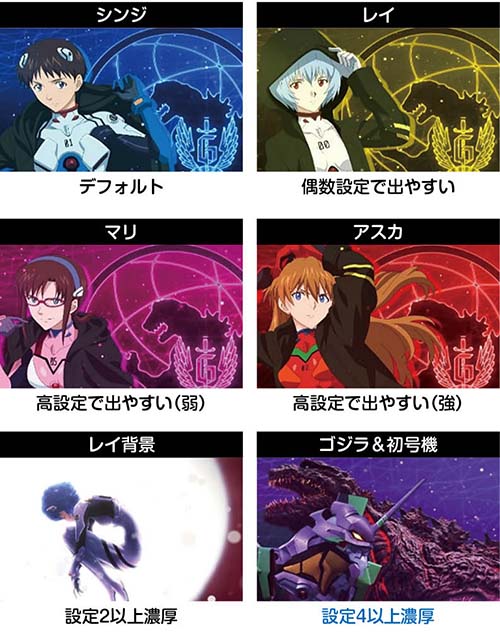 シンジ
レイ
デフォルト
偶数設定で出やすい
マリ
アスカ
高設定で出やすい(弱)
高設定で出やすい(強)
レイ背景
ゴジラ&初号機
設定2以上濃厚
設定4以上濃厚